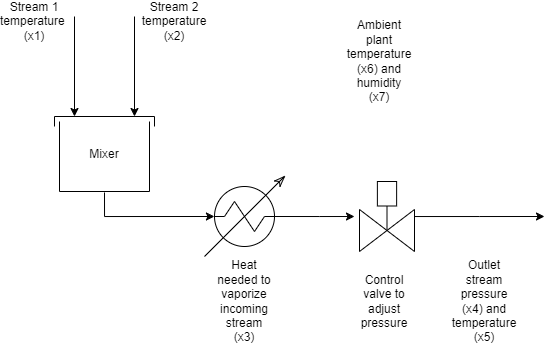 Stream 1
temperature
(x1)
Stream 2
temperature
(x2)
Ambient
plant
temperature
(x6) and
humidity
(x7)
Mixer
Heat
needed to
vaporize
incoming
stream
(x3)
Control
valve to
adjust
pressure
Outlet
stream
pressure
(x4) and
temperature
(x5)